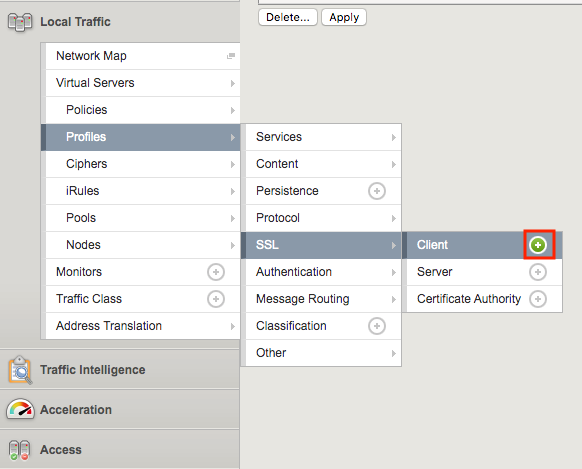 Local Traffic
Delete...
Apply
Network Map
Virtual Servers
Policies
Profiles
Ciphers
iRules
Pools
Nodes
Monitors
Traffic Class
Address Translation
Services
Content
Persistence
Protocol
SSL
Authentication
Message Routing
Classification
Other
Client
Server
Certificate Authority
Traffic Intelligence
Acceleration
Access